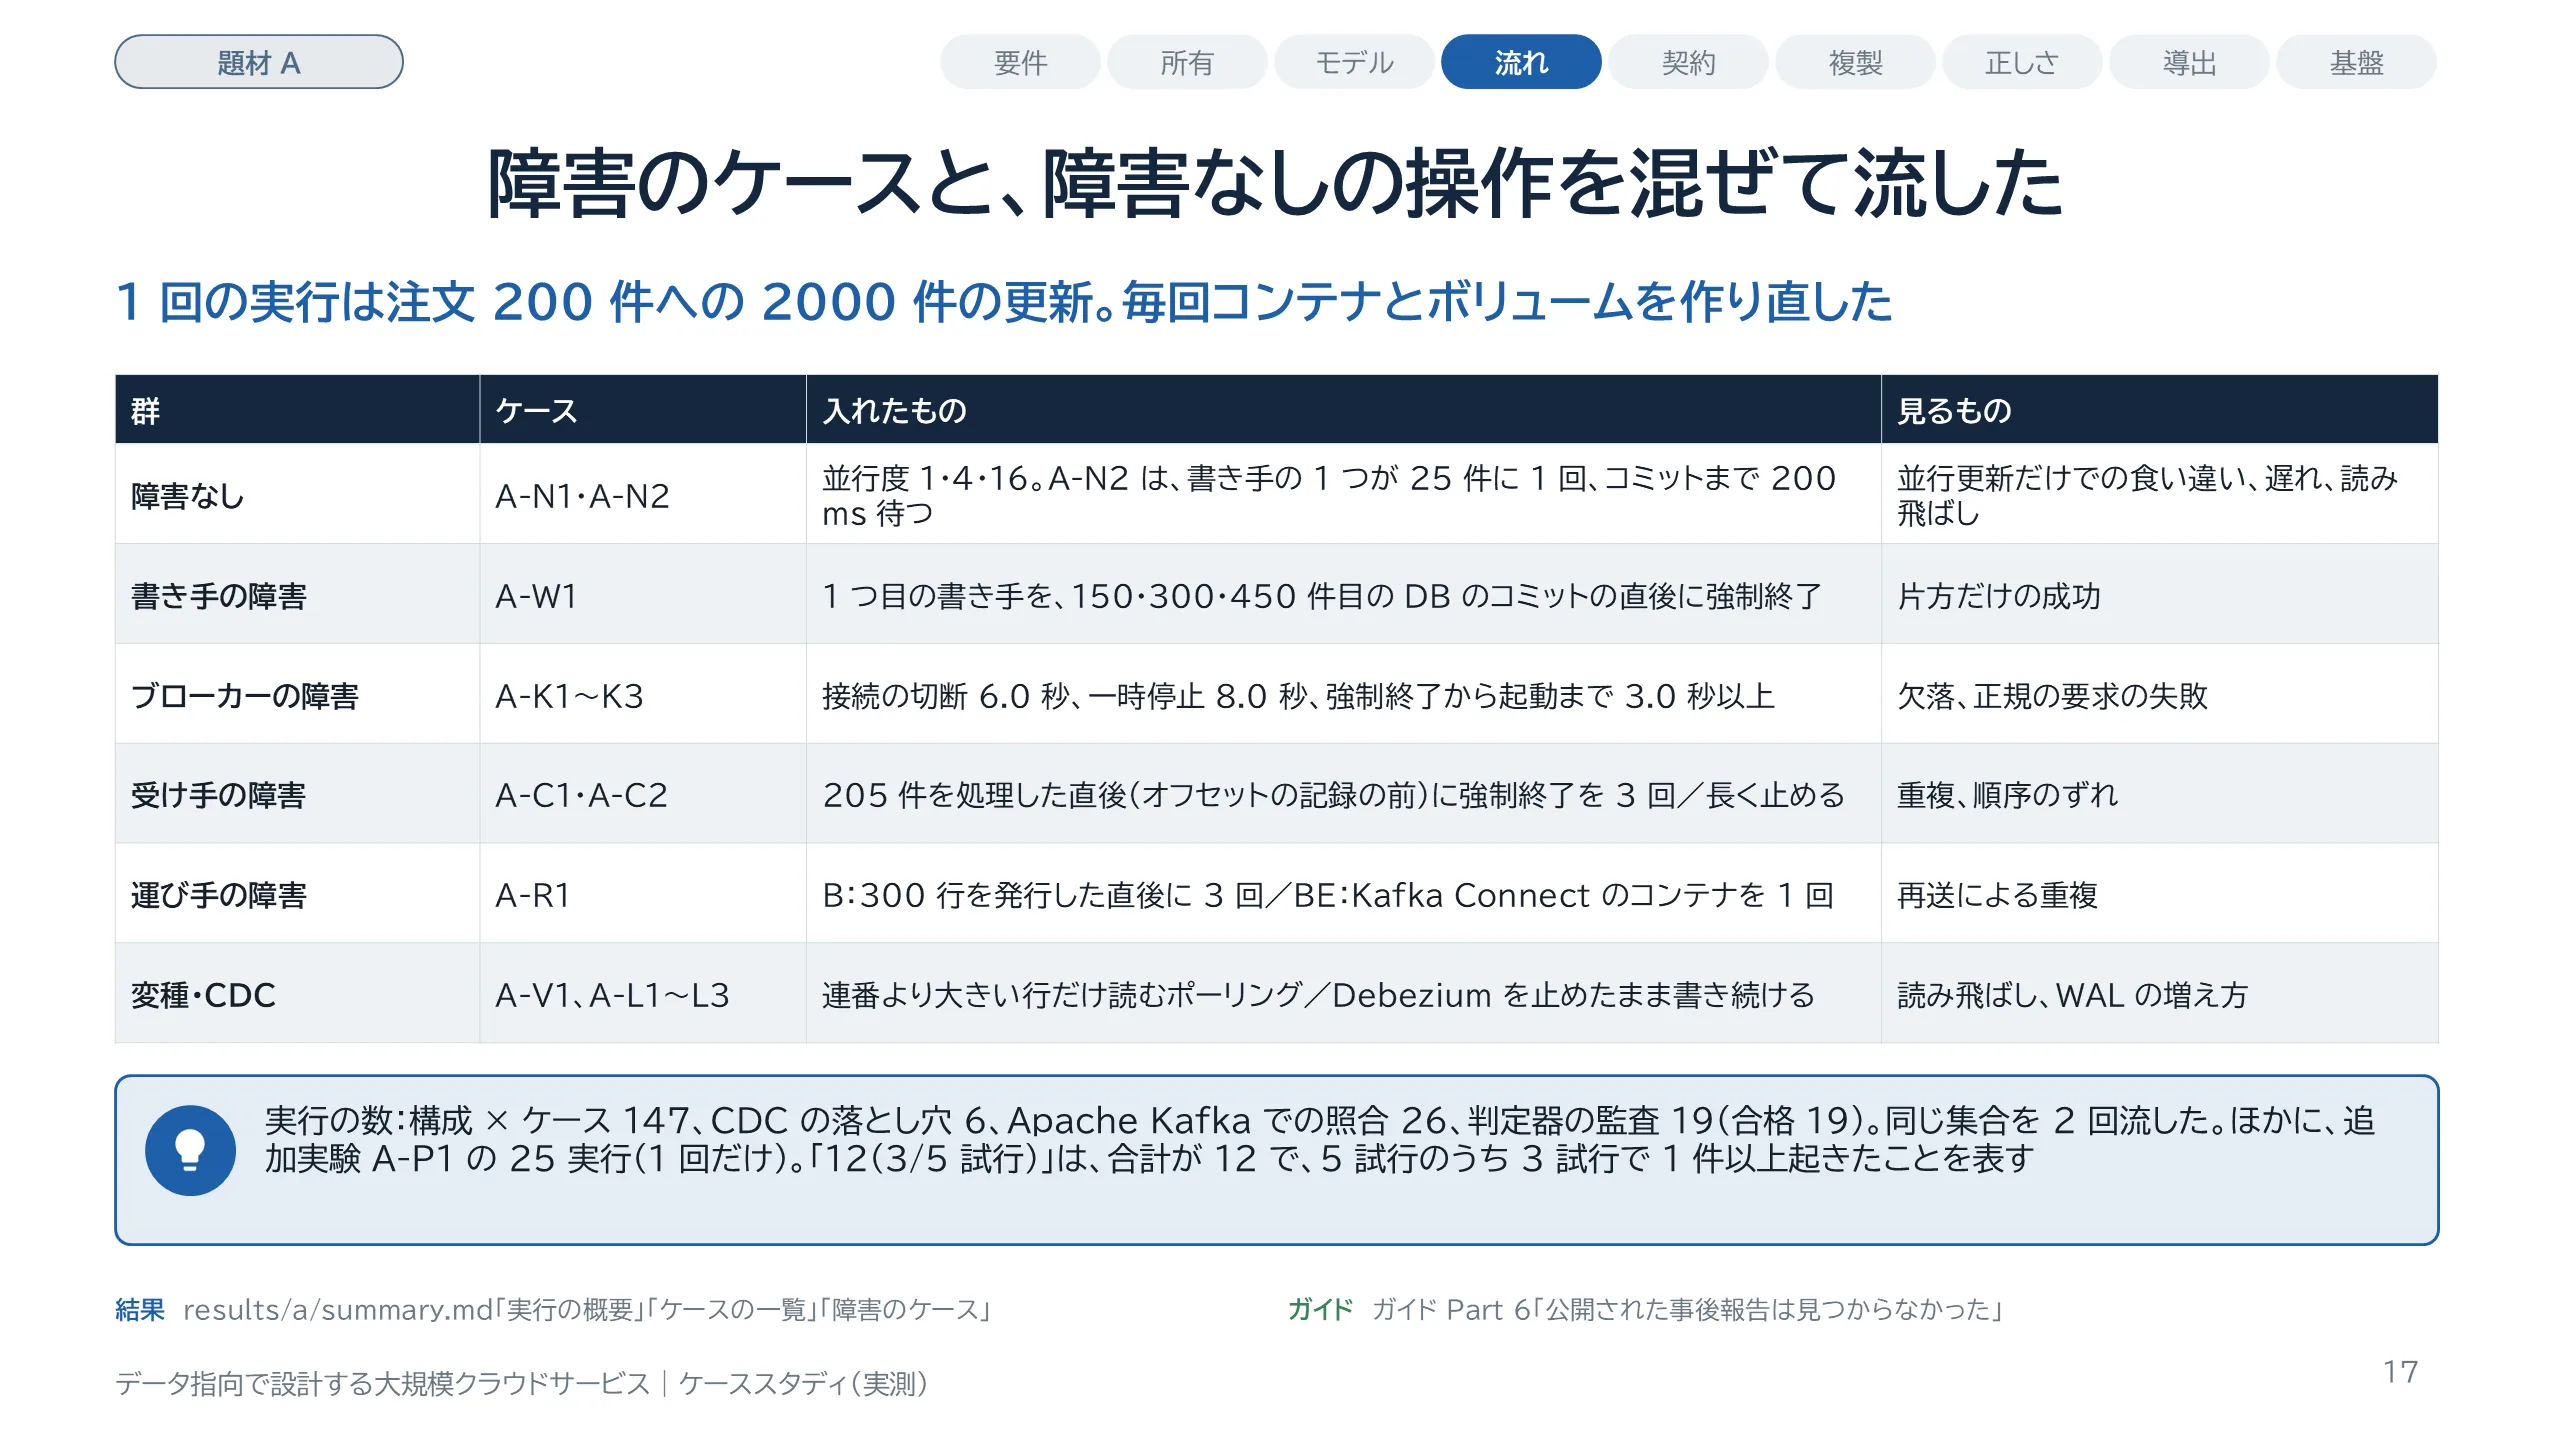 題材 A
要件
所有
モデル
流れ
契約
複製
正しさ
導出
基盤
障害のケースと、障害なしの操作を混ぜて流した
1 回の実行は注文 200 件への 2000 件の更新。毎回コンテナとボリュームを作り直した
群
ケース
入れたもの
見るもの
障害なし
A-N1・A-N2
並行度 1・4・16。A-N2 は、書き手の 1 つが 25 件に 1 回、コミットまで 200
ms 待つ
並行更新だけでの食い違い、遅れ、読み
飛ばし
書き手の障害
A-W1
1 つ目の書き手を、150・300・450 件目の DB のコミットの直後に強制終了
片方だけの成功
ブローカーの障害
A-K1～K3
接続の切断 6.0 秒、一時停止 8.0 秒、強制終了から起動まで 3.0 秒以上
欠落、正規の要求の失敗
受け手の障害
A-C1・A-C2
205 件を処理した直後（オフセットの記録の前）に強制終了を 3 回／長く止める
重複、順序のずれ
運び手の障害
A-R1
B：300 行を発行した直後に 3 回／BE：Kafka Connect のコンテナを 1 回
再送による重複
変種・CDC
A-V1、A-L1～L3
連番より大きい行だけ読むポーリング／Debezium を止めたまま書き続ける
読み飛ばし、WAL の増え方
実行の数：構成 × ケース 147、CDC の落とし穴 6、Apache Kafka での照合 26、判定器の監査 19（合格 19）。同じ集合を 2 回流した。ほかに、追
加実験 A-P1 の 25 実行（1 回だけ）。「12（3/5 試行）」は、合計が 12 で、5 試行のうち 3 試行で 1 件以上起きたことを表す
結果 results/a/summary.md「実行の概要」「ケースの一覧」「障害のケース」
ガイド ガイド Part 6「公開された事後報告は見つからなかった」
データ指向で設計する大規模クラウドサービス｜ケーススタディ（実測）
17